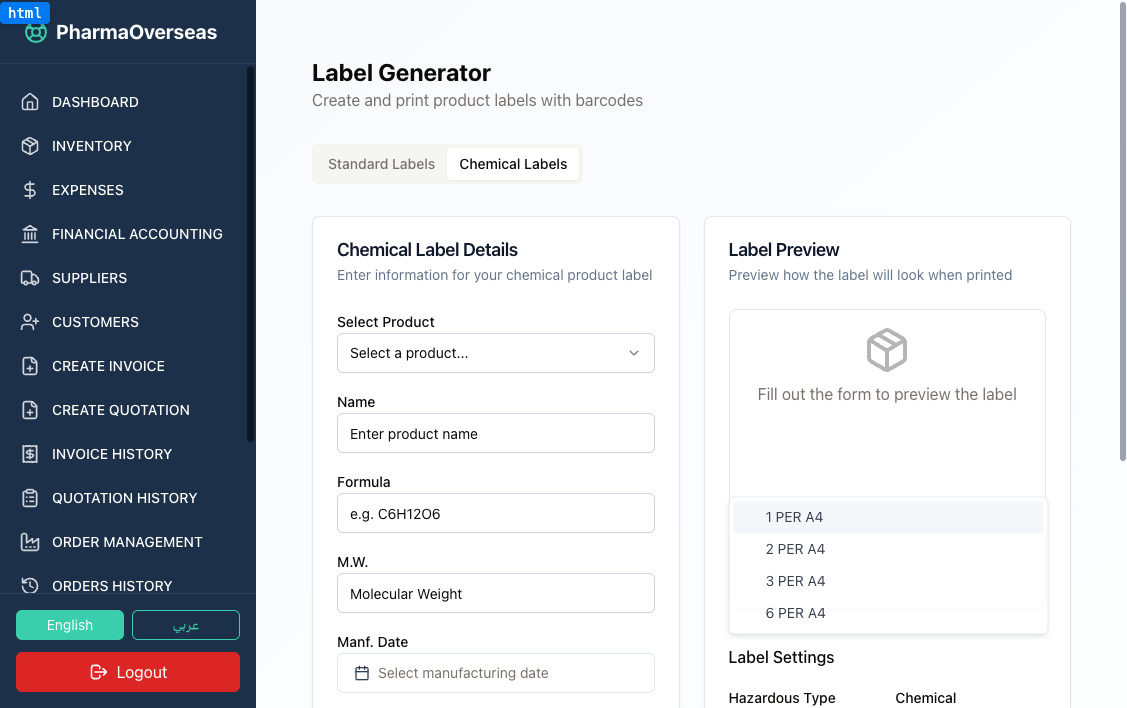 html
PharmaOverseas
DASHBOARD
INVENTORY
EXPENSES
FINANCIAL ACCOUNTING
SUPPLIERS
CUSTOMERS
CREATE INVOICE
CREATE QUOTATION
INVOICE HISTORY
QUOTATION HISTORY
ORDER MANAGEMENT
ORDERS HISTORY
English
عربي
Logout
Label Generator
Create and print product labels with barcodes
Standard Labels
Chemical Labels
Chemical Label Details
Enter information for your chemical product label
Select Product
Select a product...
Name
Enter product name
Formula
e.g. C6H12O6
M.W.
Molecular Weight
Manf. Date
Select manufacturing date
Label Preview
Preview how the label will look when printed
Fill out the form to preview the label
1 PER A4
2 PER A4
3 PER A4
6 PER A4
Label Settings
Hazardous Type
Chemical